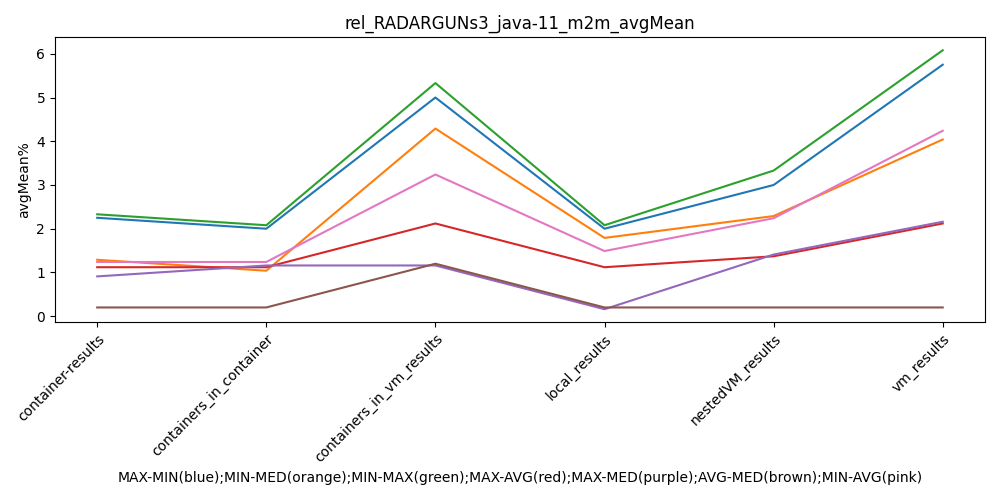 rel_RADARGUNs3_java-11_m2m_avgMean
avgMean%
6
5
4
3
2
1
0
container-results
containers_in_container
containers_in_vm_results
local_results
nestedVM_results
vm_results
MAX-MIN(blue);MIN-MED(orange);MIN-MAX(green);MAX-AVG(red);MAX-MED(purple);AVG-MED(brown);MIN-AVG(pink)